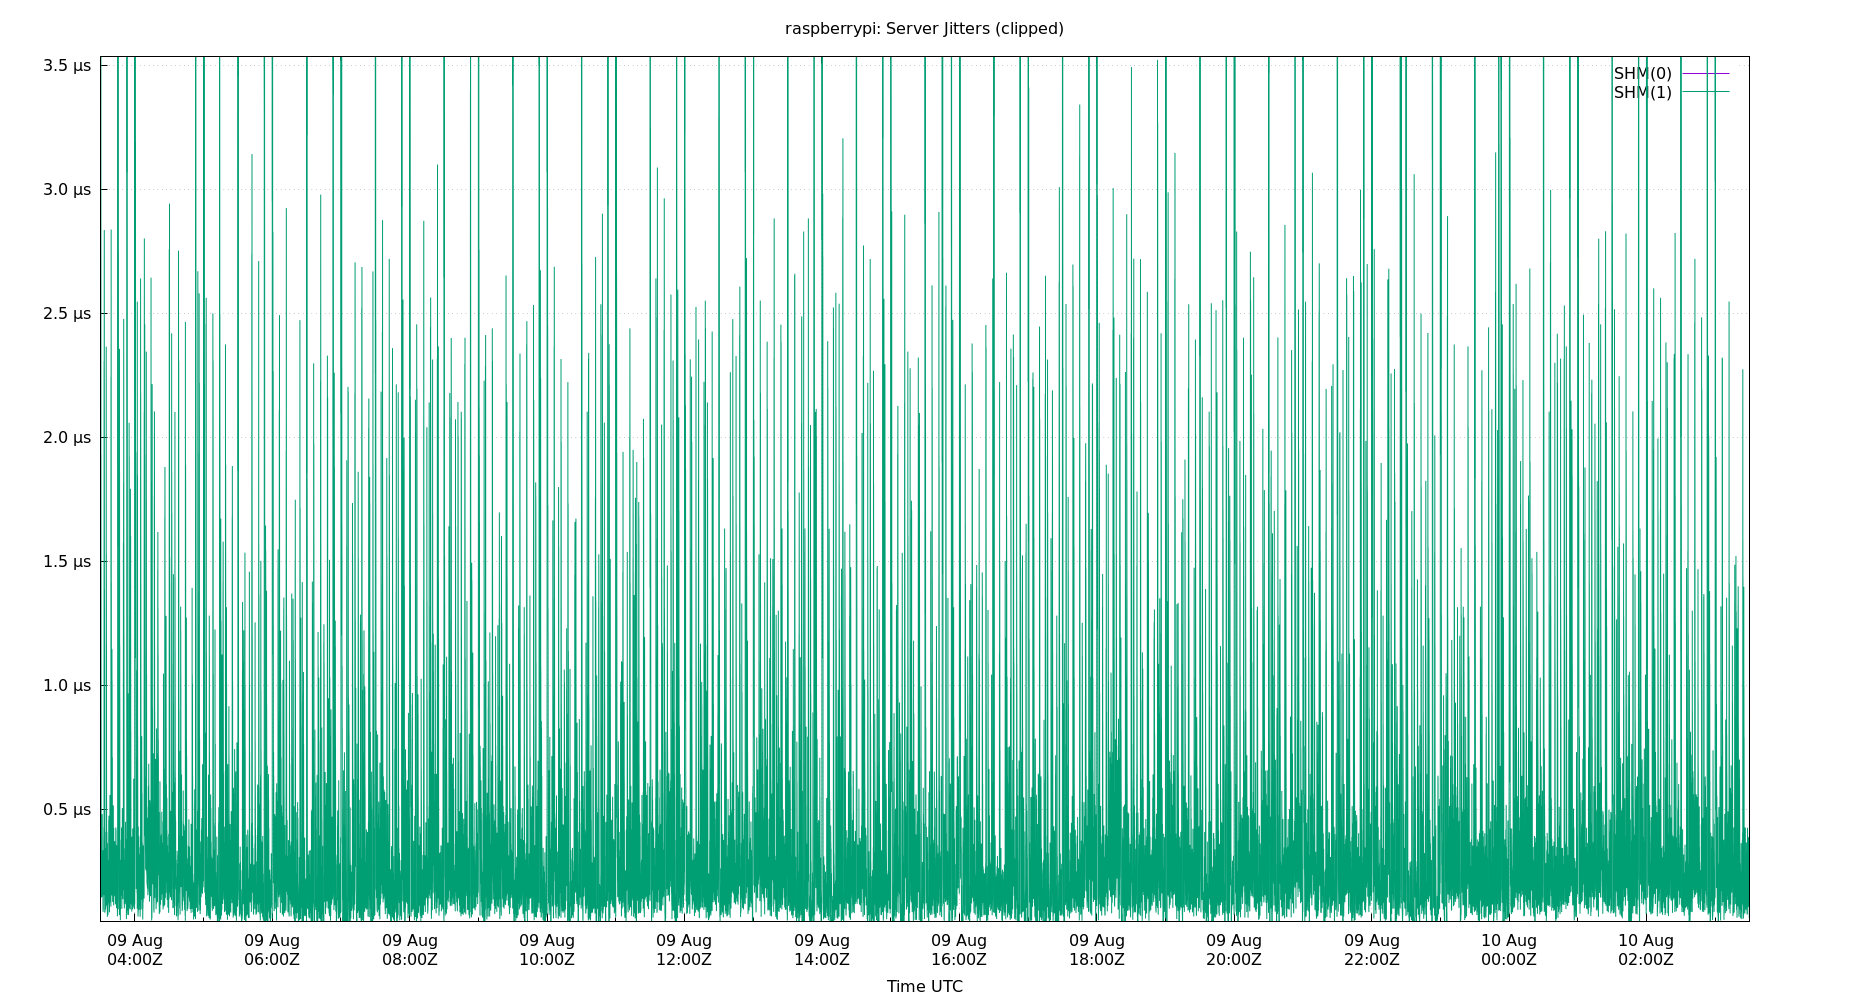 raspberrypi: Server Jitters (clipped)
3.5 μs
3.0 μs
2.5 μs
2.0 μs
1.5 μs
1.0 μs
0.5 μs
SHM(0)
SHM(1)
09 Aug 09 Aug 09 Aug 09 Aug 09 Aug 09 Aug 09 Aug 09 Aug 09 Aug 09 Aug 10 Aug 10 Aug
04:00Z 06:00Z 08:00Z 10:00Z 12:00Z 14:00Z 16:00Z 18:00Z 20:00Z 22:00Z 00:00Z 02:00Z
Time UTC